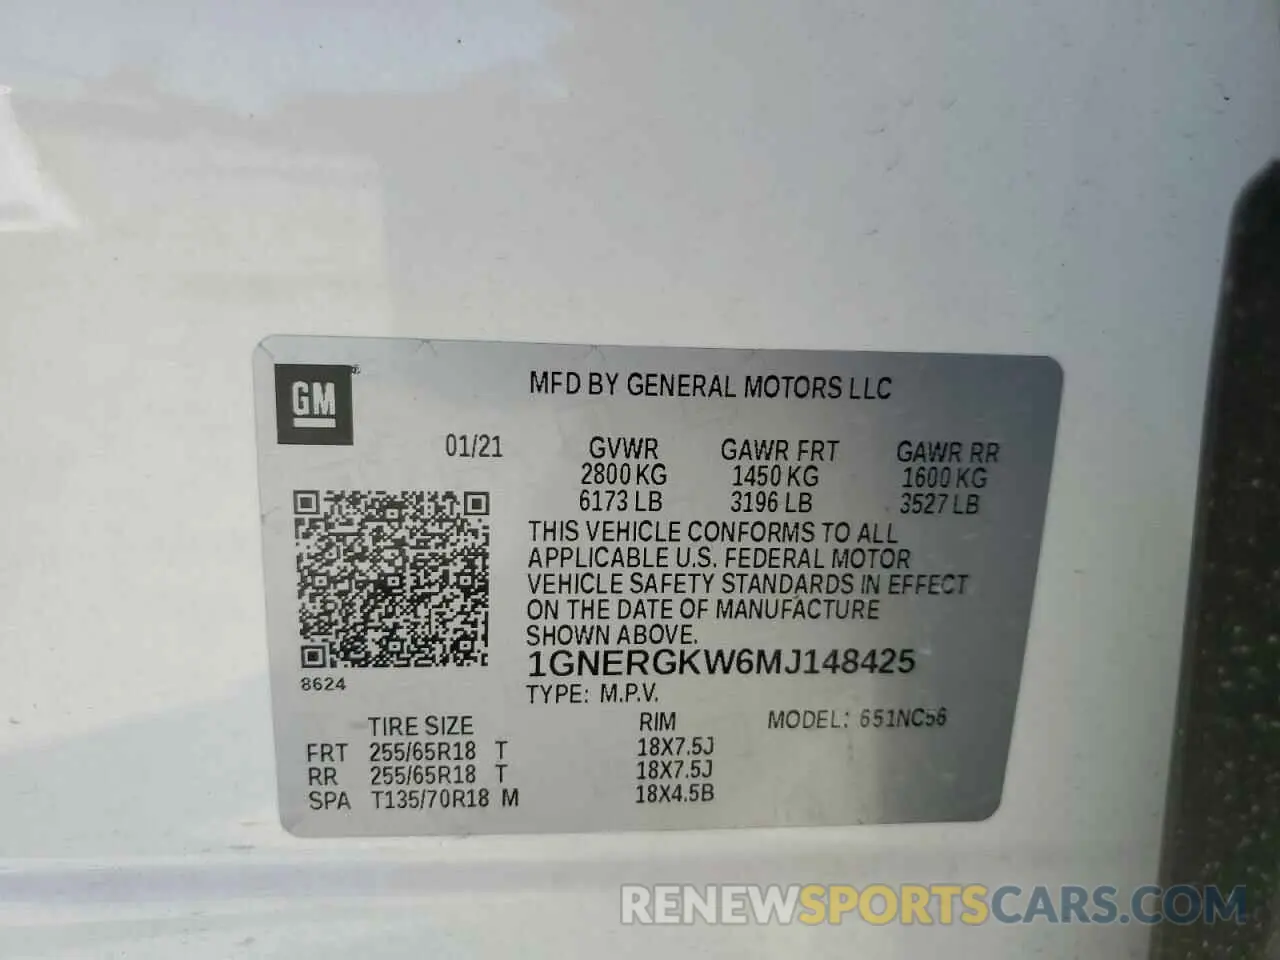 GM
MFD BY GENERAL MOTORS LLC
01/21 GVWR GAWR FRT GAWR RR
2800 KG 1450 KG 1600 KG
6173 LB 3196 LB 3527 LB
THIS VEHICLE CONFORMS TO ALL
APPLICABLE U.S. FEDERAL MOTOR
VEHICLE SAFETY STANDARDS IN EFFECT
ON THE DATE OF MANUFACTURE
SHOWN ABOVE.
1GNERGKW6MJ148425
8624
TYPE: M.P.V.
TIRE SIZE RIM MODEL: 651NC56
FRT 255/65R18 T 18X7.5J
RR 255/65R18 T 18X7.5J
SPA T135/70R18 M 18X4.5B
RENEWSPORTSCARS.COM